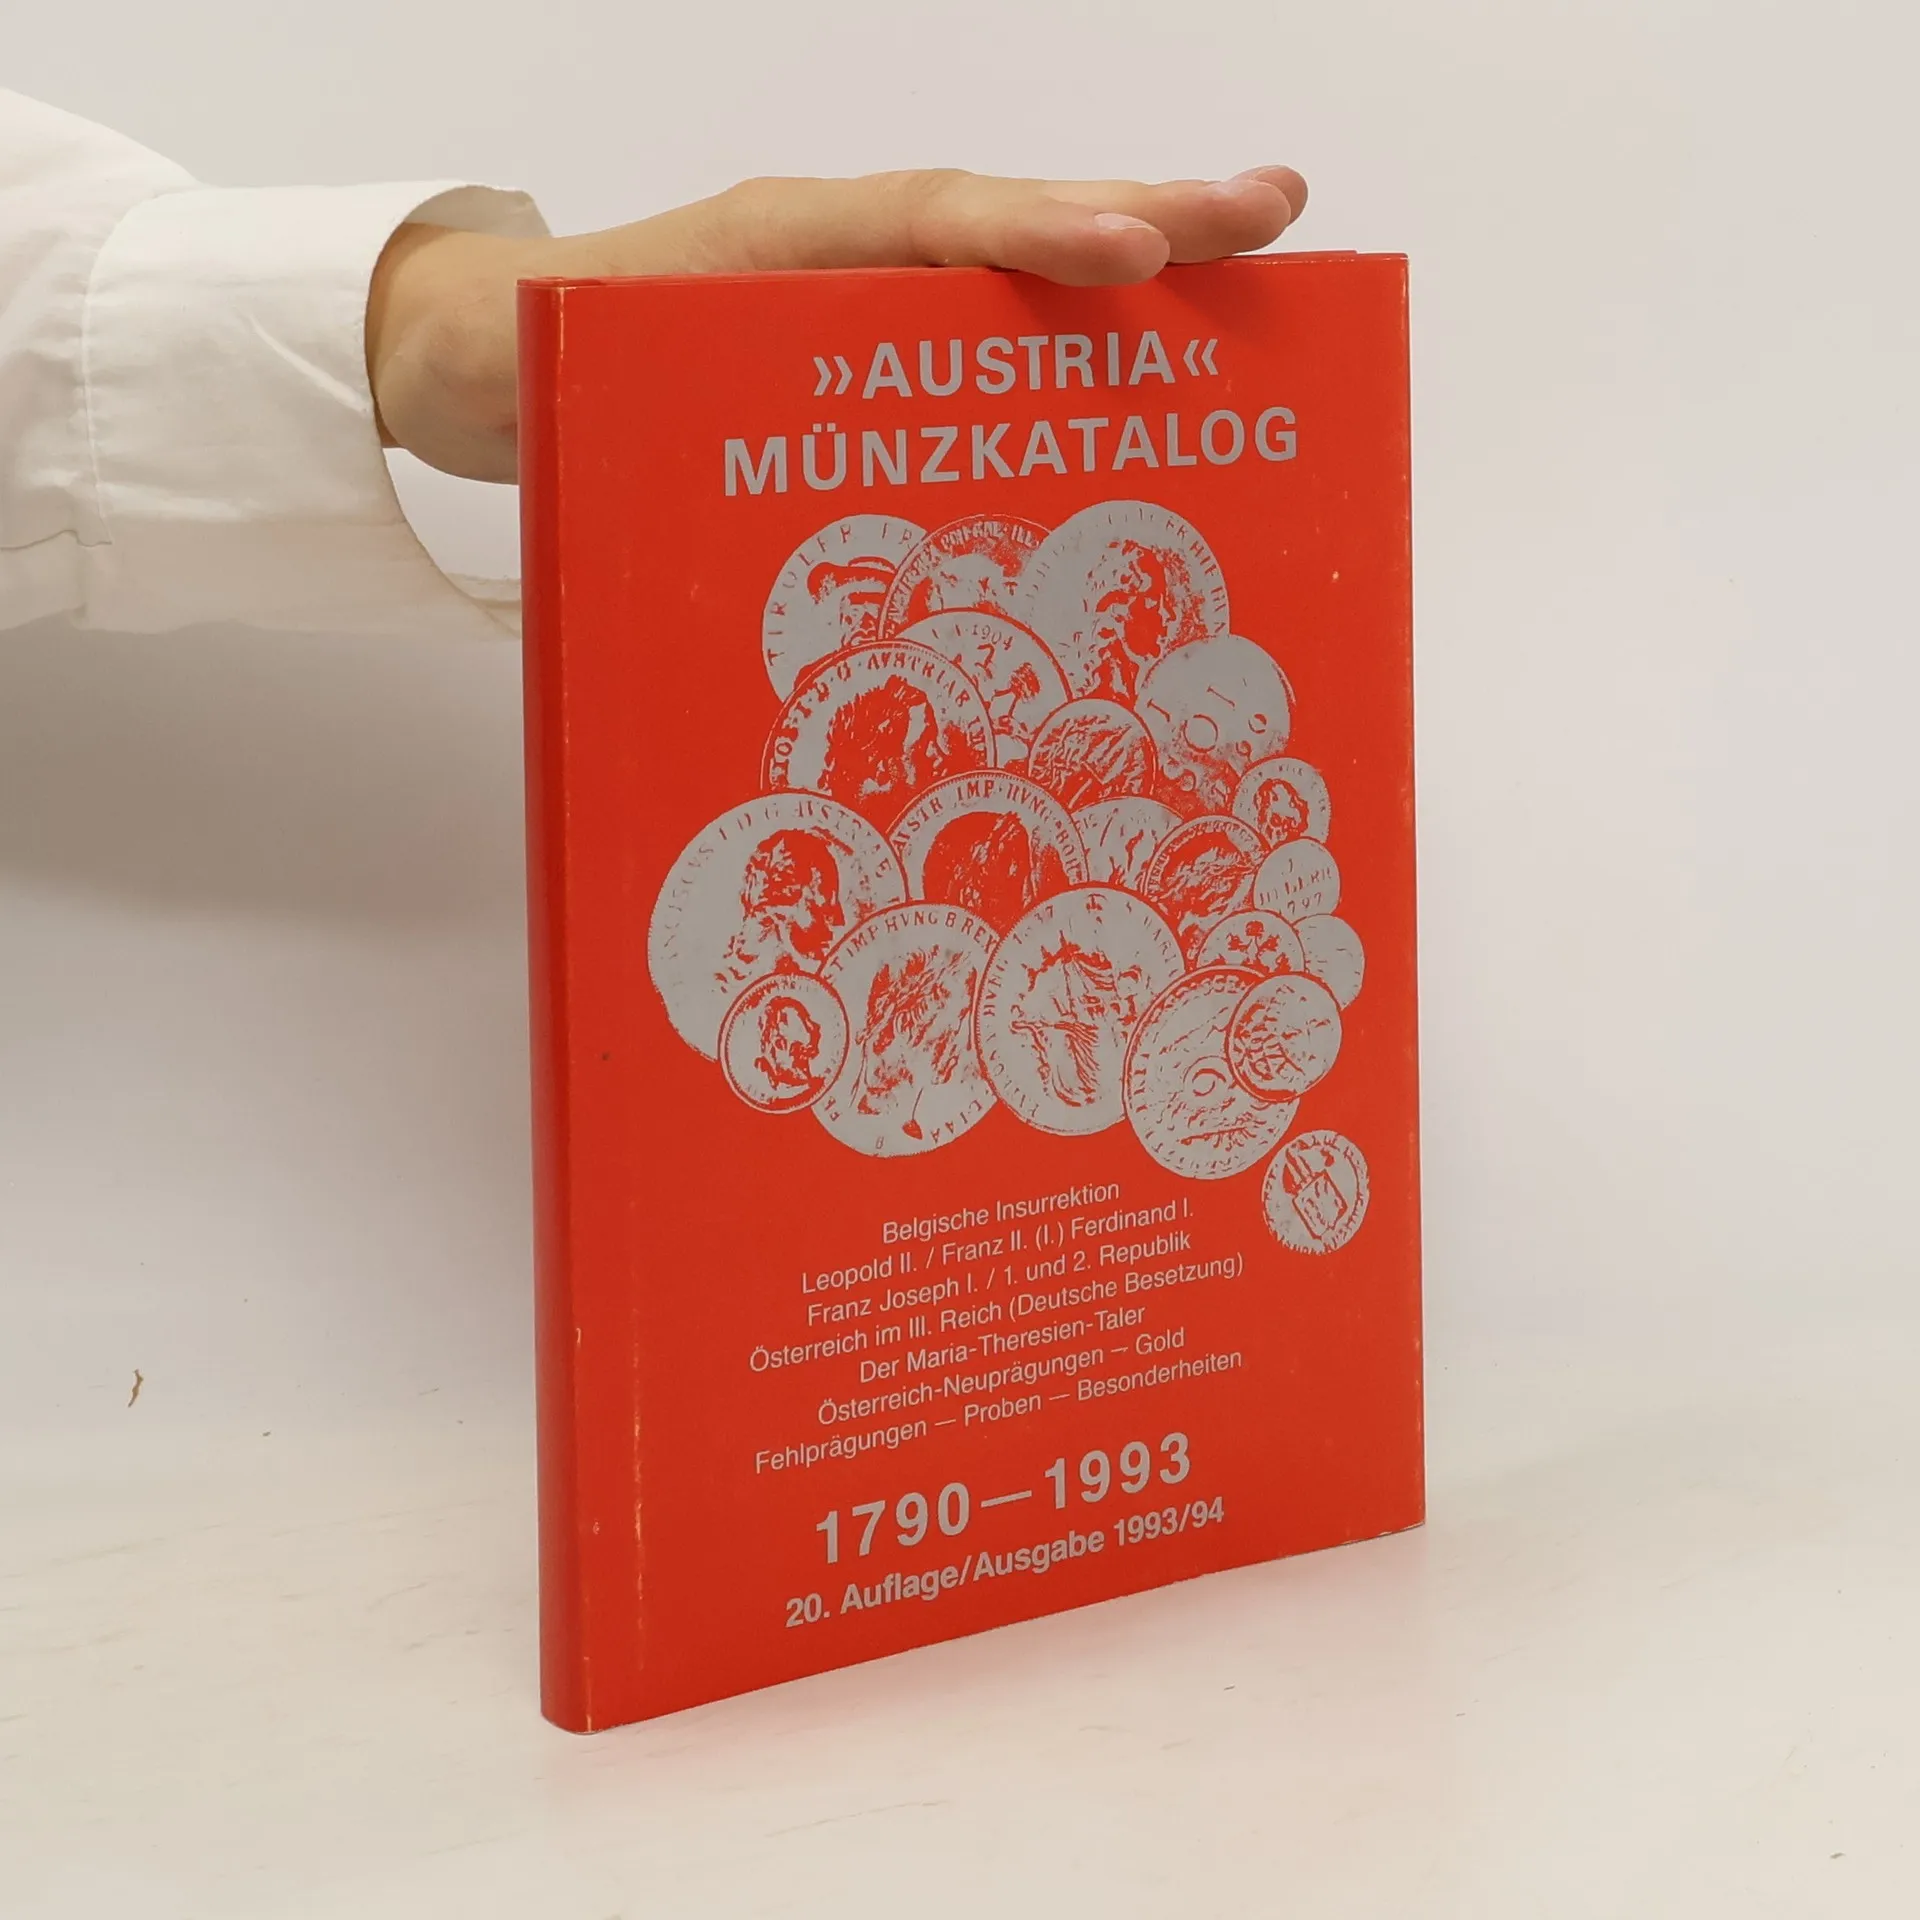 »AUSTRIA«
MÜNZKATALOG
Belgische Insurrektion
Leopold II. / Franz II. (I.) Ferdinand I.
Franz Joseph I. / 1. und 2. Republik
Österreich im III. Reich (Deutsche Besetzung)
Der Maria-Theresien-Taler
Österreich-Neuprägungen — Gold
Fehlprägungen — Proben — Besonderheiten
1790—1993
20. Auflage/Ausgabe 1993/94